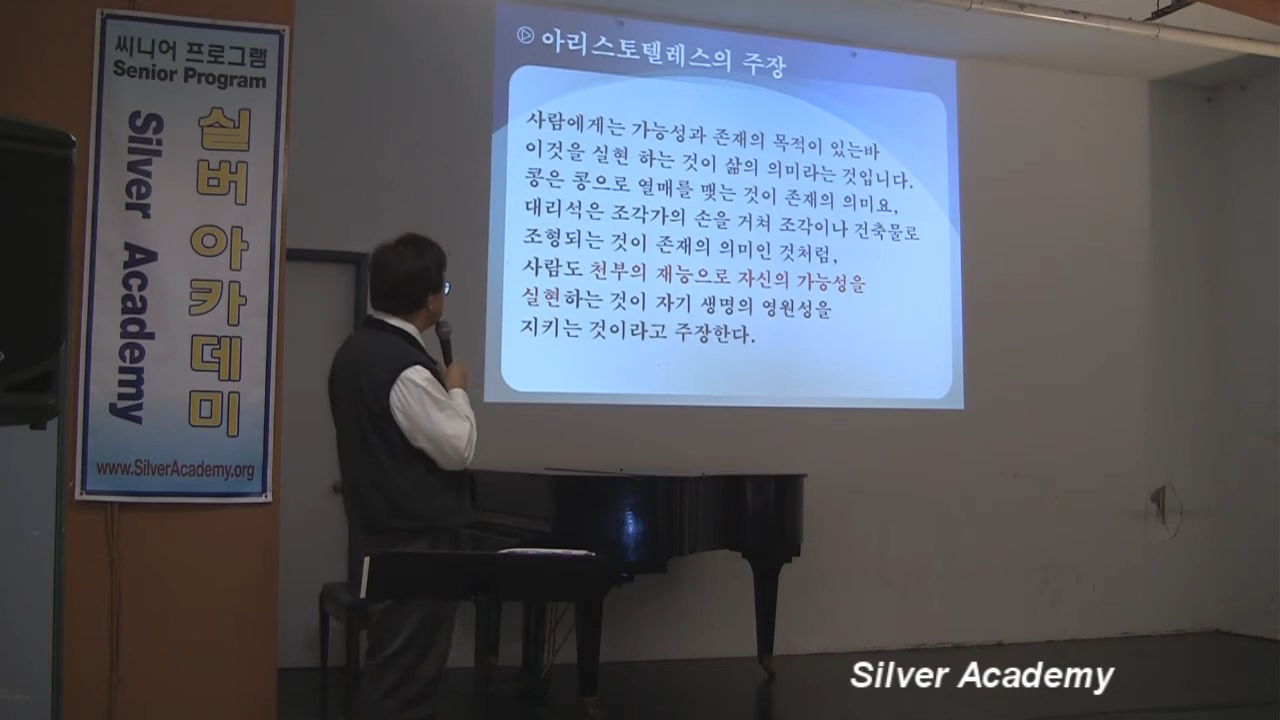 씨니어 프로그램
Senior Program
실버 아카데미
Silver Academy
www.SilverAcademy.org
아리스토텔레스의 주장
사람에게는 가능성과 존재의 목적이 있는바
이것을 실현 하는 것이 삶의 의미라는 것입니다.
콩은 콩으로 열매를 맺는 것이 존재의 의미요,
대리석은 조각가의 손을 거쳐 조각이나 건축물로
조형되는 것이 존재의 의미인 것처럼,
사람도 천부의 재능으로 자신의 가능성을
실현하는 것이 자기 생명의 영원성을
지키는 것이라고 주장한다.
Silver Academy